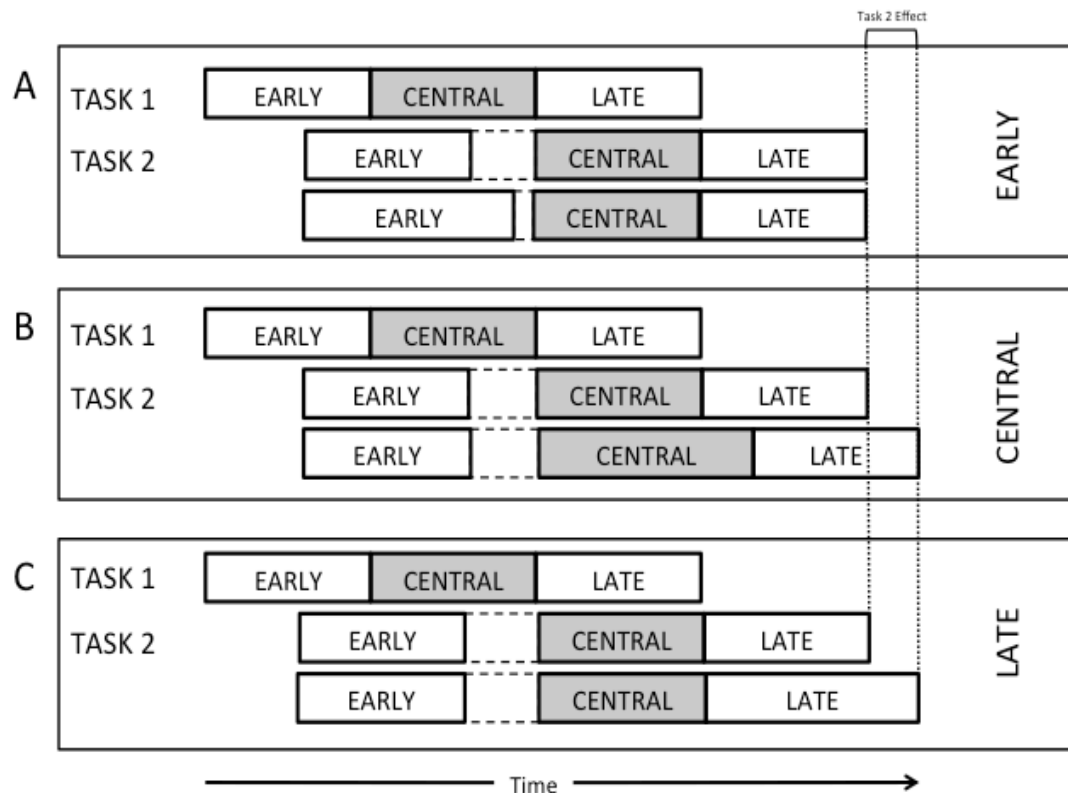 Task 2 Effect
A
TASK 1
EARLY
CENTRAL
LATE
TASK 2
EARLY
CENTRAL
LATE
EARLY
CENTRAL
LATE
EARLY
B
TASK 1
EARLY
CENTRAL
LATE
TASK 2
EARLY
CENTRAL
LATE
EARLY
CENTRAL
LATE
CENTRAL
C
TASK 1
EARLY
CENTRAL
LATE
TASK 2
EARLY
CENTRAL
LATE
EARLY
CENTRAL
LATE
LATE
Time